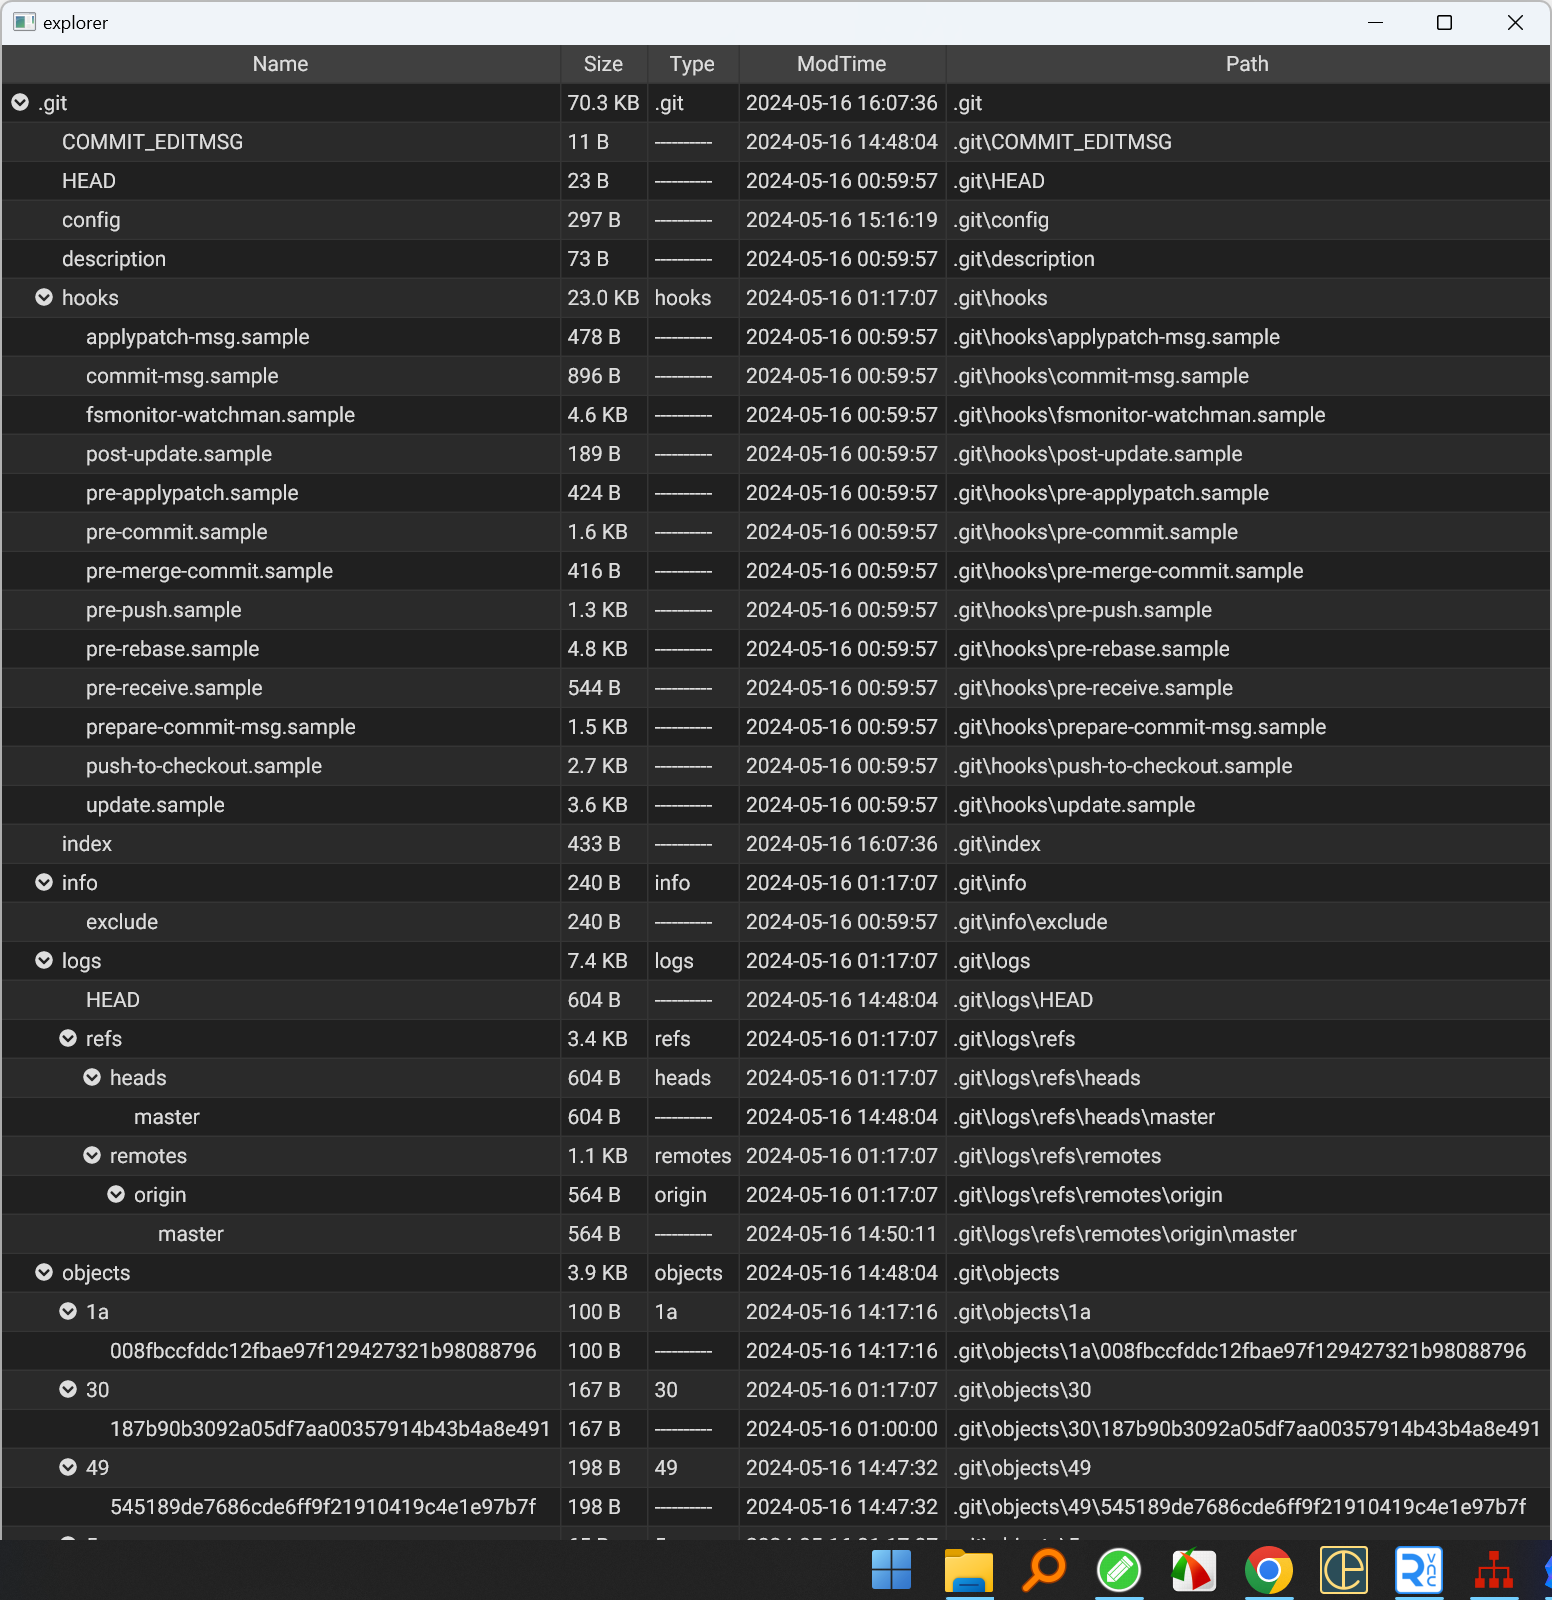 explorer
Name Size Type ModTime Path
.git 70.3 KB .git 2024-05-16 16:07:36 .git
COMMIT_EDITMSG 11 B ---------- 2024-05-16 14:48:04 .git\COMMIT_EDITMSG
HEAD 23 B ---------- 2024-05-16 00:59:57 .git\HEAD
config 297 B ---------- 2024-05-16 15:16:19 .git\config
description 73 B ---------- 2024-05-16 00:59:57 .git\description
hooks 23.0 KB hooks 2024-05-16 01:17:07 .git\hooks
applypatch-msg.sample 478 B ---------- 2024-05-16 00:59:57 .git\hooks\applypatch-msg.sample
commit-msg.sample 896 B ---------- 2024-05-16 00:59:57 .git\hooks\commit-msg.sample
fsmonitor-watchman.sample 4.6 KB ---------- 2024-05-16 00:59:57 .git\hooks\fsmonitor-watchman.sample
post-update.sample 189 B ---------- 2024-05-16 00:59:57 .git\hooks\post-update.sample
pre-applypatch.sample 424 B ---------- 2024-05-16 00:59:57 .git\hooks\pre-applypatch.sample
pre-commit.sample 1.6 KB ---------- 2024-05-16 00:59:57 .git\hooks\pre-commit.sample
pre-merge-commit.sample 416 B ---------- 2024-05-16 00:59:57 .git\hooks\pre-merge-commit.sample
pre-push.sample 1.3 KB ---------- 2024-05-16 00:59:57 .git\hooks\pre-push.sample
pre-rebase.sample 4.8 KB ---------- 2024-05-16 00:59:57 .git\hooks\pre-rebase.sample
pre-receive.sample 544 B ---------- 2024-05-16 00:59:57 .git\hooks\pre-receive.sample
prepare-commit-msg.sample 1.5 KB ---------- 2024-05-16 00:59:57 .git\hooks\prepare-commit-msg.sample
push-to-checkout.sample 2.7 KB ---------- 2024-05-16 00:59:57 .git\hooks\push-to-checkout.sample
update.sample 3.6 KB ---------- 2024-05-16 00:59:57 .git\hooks\update.sample
index 433 B ---------- 2024-05-16 16:07:36 .git\index
info 240 B info 2024-05-16 01:17:07 .git\info
exclude 240 B ---------- 2024-05-16 00:59:57 .git\info\exclude
logs 7.4 KB logs 2024-05-16 01:17:07 .git\logs
HEAD 604 B ---------- 2024-05-16 14:48:04 .git\logs\HEAD
refs 3.4 KB refs 2024-05-16 01:17:07 .git\logs\refs
heads 604 B heads 2024-05-16 01:17:07 .git\logs\refs\heads
master 604 B ---------- 2024-05-16 14:48:04 .git\logs\refs\heads\master
remotes 1.1 KB remotes 2024-05-16 01:17:07 .git\logs\refs\remotes
origin 564 B origin 2024-05-16 01:17:07 .git\logs\refs\remotes\origin
master 564 B ---------- 2024-05-16 14:50:11 .git\logs\refs\remotes\origin\master
objects 3.9 KB objects 2024-05-16 14:48:04 .git\objects
1a 100 B 1a 2024-05-16 14:17:16 .git\objects\1a
008fbccfddc12fbae97f129427321b98088796 100 B ---------- 2024-05-16 14:17:16 .git\objects\1a\008fbccfddc12fbae97f129427321b98088796
30 167 B 30 2024-05-16 01:17:07 .git\objects\30
187b90b3092a05df7aa00357914b43b4a8e491 167 B ---------- 2024-05-16 01:00:00 .git\objects\30\187b90b3092a05df7aa00357914b43b4a8e491
49 198 B 49 2024-05-16 14:47:32 .git\objects\49
545189de7686cde6ff9f21910419c4e1e97b7f 198 B ---------- 2024-05-16 14:47:32 .git\objects\49\545189de7686cde6ff9f21910419c4e1e97b7f